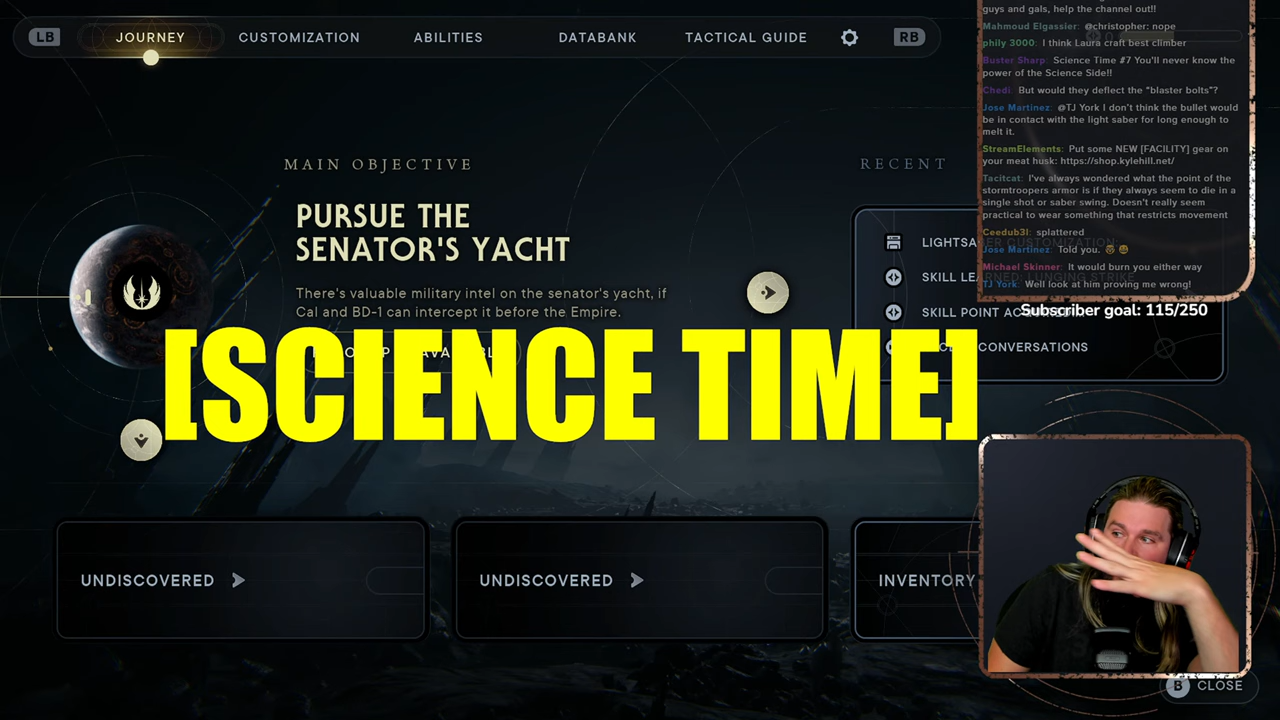 LB
JOURNEY
CUSTOMIZATION
ABILITIES
DATABANK
TACTICAL GUIDE
RB
MAIN OBJECTIVE
PURSUE THE
SENATOR'S YACHT
There's valuable military intel on the senator's yacht, if
Cal and BD-1 can intercept it before the Empire.
RECENT
LIGHTSABER CUSTOMIZATION
SKILL LEARNED: LUNGING STRIKE
SKILL POINT
CONVERSATIONS
guys and gals, help the channel out!!
Mahmoud Elgassier: @christopher: nope
phily 3000: I think Laura craft best climber
Buster Sharp: Science Time #7 You'll never know the
power of the Science Side!!
Chedi: But would they deflect the "blaster bolts"?
Jose Martinez: @TJ York I don't think the bullet would
be in contact with the light saber for long enough to
melt it.
StreamElements: Put some NEW [FACILITY] gear on
your meat husk: https://shop.kylehill.net/
Tacitcat: I've always wondered what the point of the
stormtroopers armor is if they always seem to die in a
single shot or saber swing. Doesn't really seem
practical to wear something that restricts movement
Ceedub3l: splattered
Jose Martinez: Told you.
Michael Skinner: It would burn you either way
TJ York: Well look at him proving me wrong!
Subscriber goal: 115/250
[SCIENCE TIME]
UNDISCOVERED
UNDISCOVERED
INVENTORY
B CLOSE